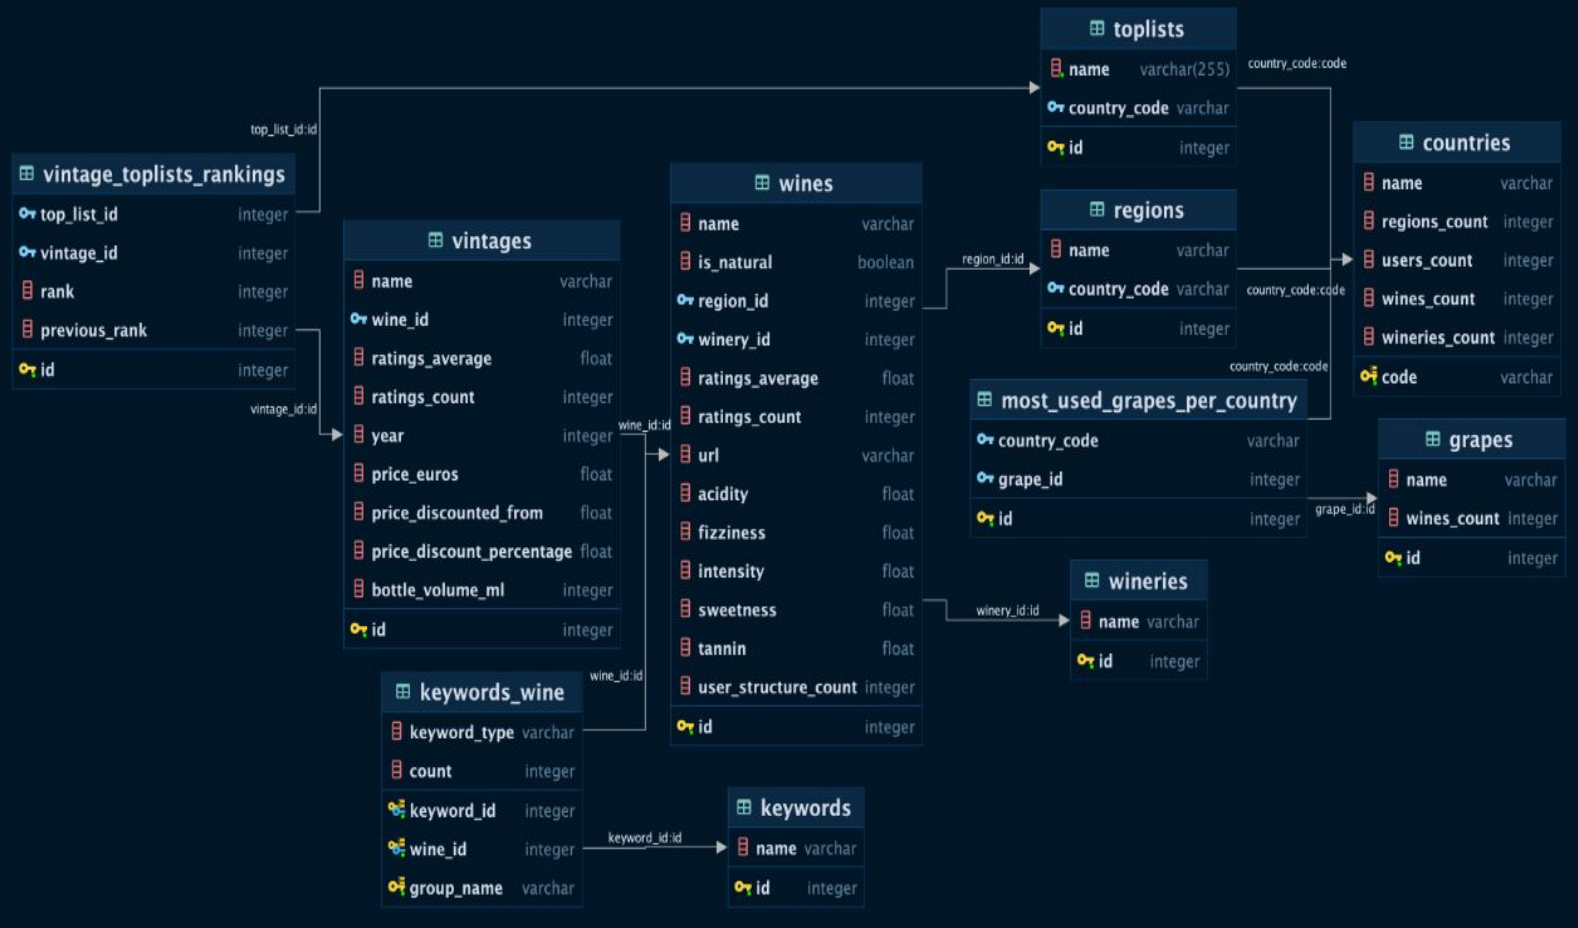 toplists
name varchar(255)
country_code varchar
id integer
country_code:code
top_list_id:id
vintage_toplists_rankings
top_list_id integer
vintage_id integer
rank integer
previous_rank integer
id integer
vintage_id:id
vintages
name varchar
wine_id integer
ratings_average float
ratings_count integer
year integer
price_euros float
price_discounted_from float
price_discount_percentage float
bottle_volume_ml integer
id integer
wine_id:id
wines
name varchar
is_natural boolean
region_id integer
winery_id integer
ratings_average float
ratings_count integer
url varchar
acidity float
fizziness float
intensity float
sweetness float
tannin float
user_structure_count integer
id integer
region_id:id
regions
name varchar
country_code varchar
id integer
country_code:code
countries
name varchar
regions_count integer
users_count integer
wines_count integer
wineries_count integer
code varchar
country_code:code
most_used_grapes_per_country
country_code varchar
grape_id integer
id integer
grape_id:id
grapes
name varchar
wines_count integer
id integer
winery_id:id
wineries
name varchar
id integer
wine_id:id
keywords_wine
keyword_type varchar
count integer
keyword_id integer
wine_id integer
group_name varchar
keyword_id:id
keywords
name varchar
id integer